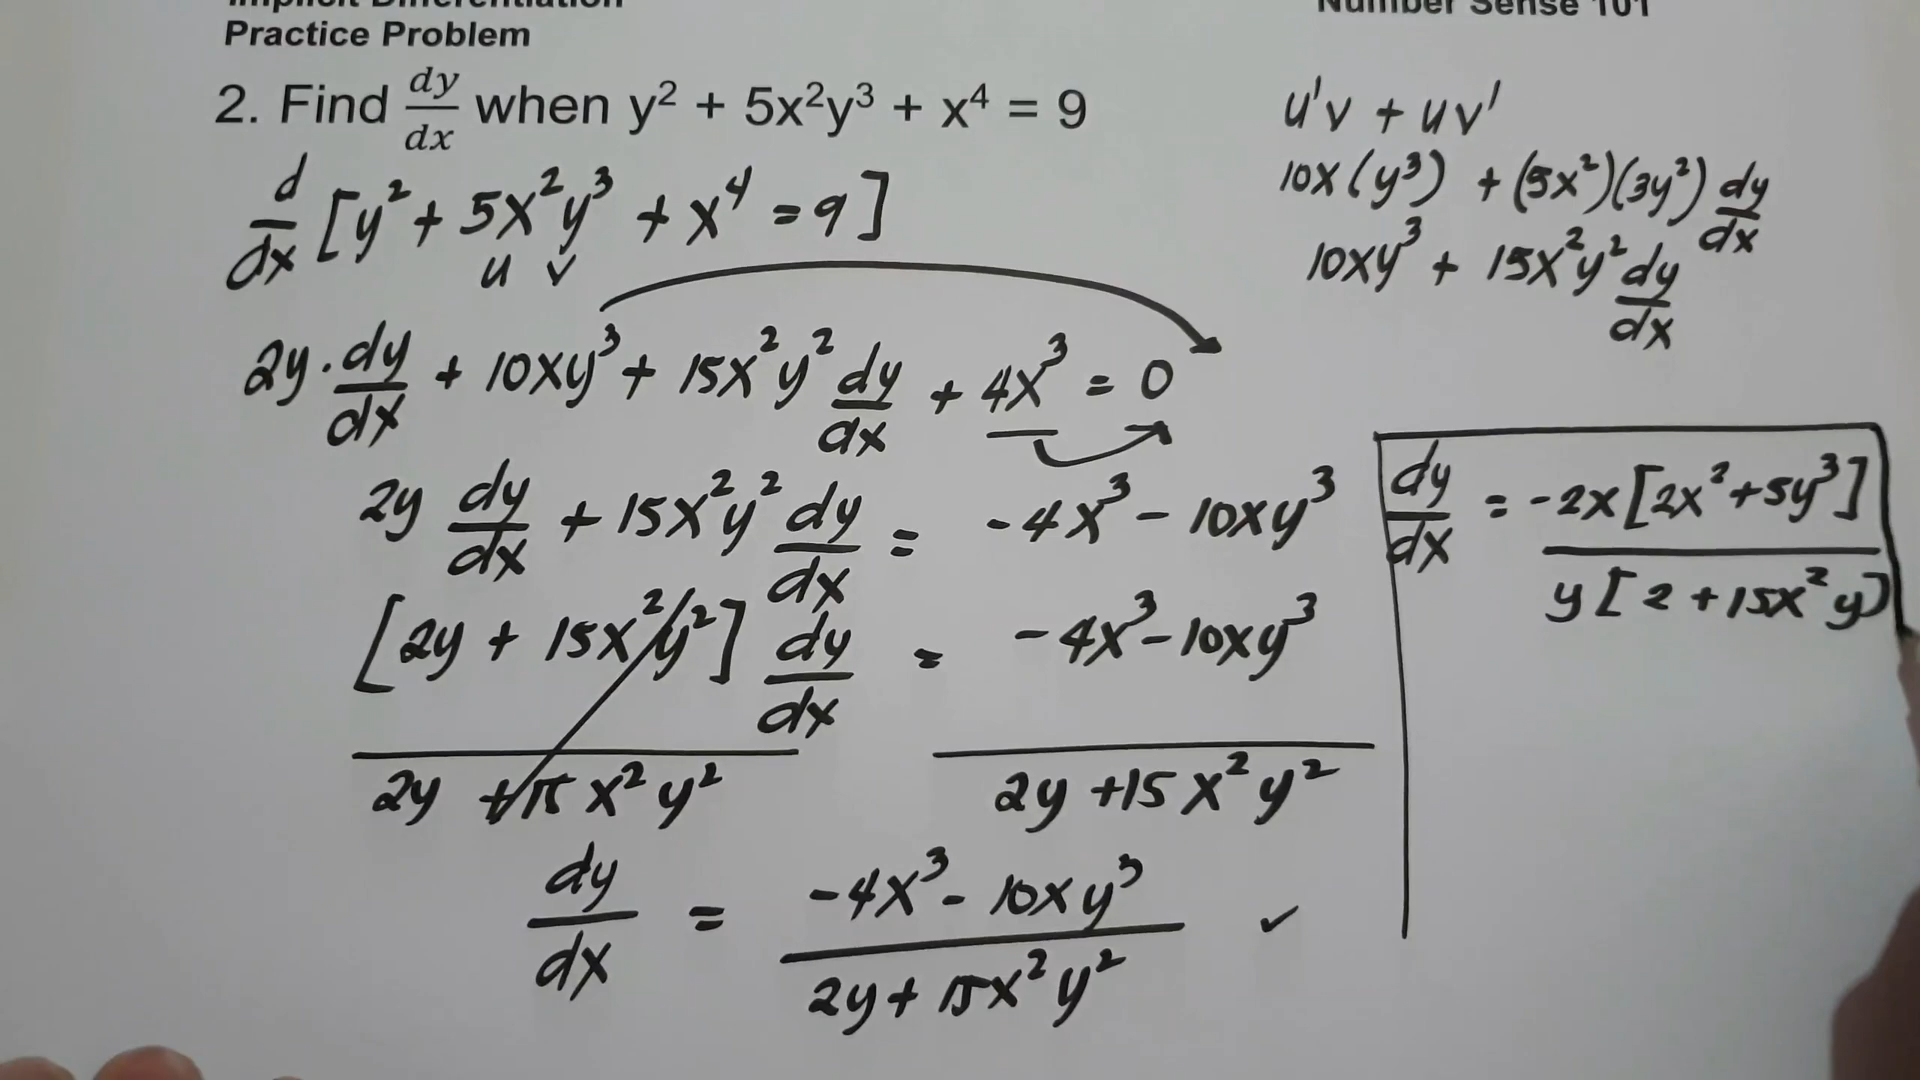 Implicit Differentiation
Number Sense 101
Practice Problem
2. Find dy/dx when y² + 5x²y³ + x⁴ = 9
d/dx [y² + 5x²y³ + x⁴ = 9]
u v
2y · dy/dx + 10xy³ + 15x²y² dy/dx + 4x³ = 0
2y dy/dx + 15x²y² dy/dx = -4x³ - 10xy³
[2y + 15x²y²] dy/dx = -4x³ - 10xy³
2y + 15x²y² 2y + 15x²y²
dy/dx = -4x³ - 10xy³ / 2y + 15x²y² ✓
u'v + uv'
10x(y³) + (5x²)(3y²) dy/dx
10xy³ + 15x²y² dy/dx
dy/dx = -2x[2x² + 5y³] / y[2 + 15x²y]